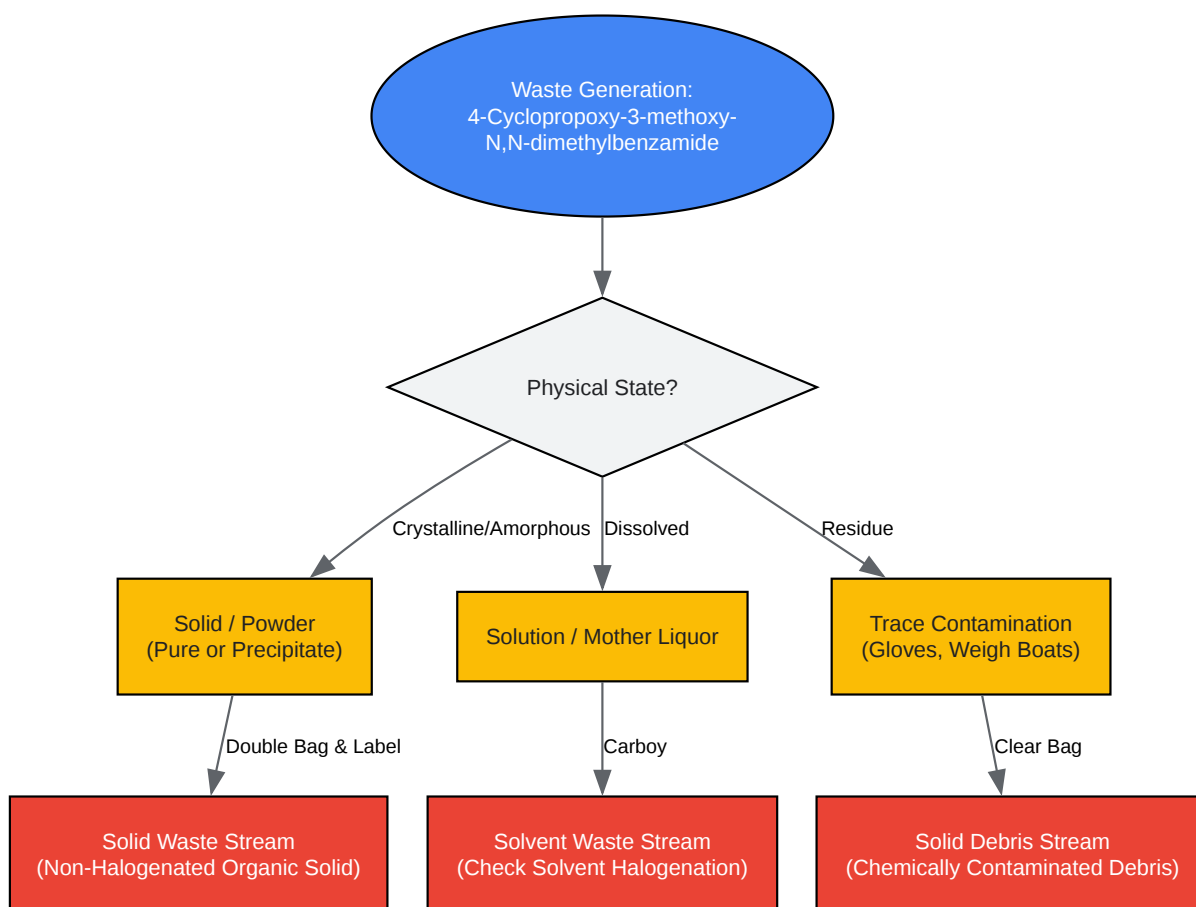 Waste Generation:
4-Cyclopropoxy-3-methoxy-
N,N-dimethylbenzamide
Physical State?
Crystalline/Amorphous
Dissolved
Residue
Solid / Powder
(Pure or Precipitate)
Solution / Mother Liquor
Trace Contamination
(Gloves, Weigh Boats)
Double Bag & Label
Carboy
Clear Bag
Solid Waste Stream
(Non-Halogenated Organic Solid)
Solvent Waste Stream
(Check Solvent Halogenation)
Solid Debris Stream
(Chemically Contaminated Debris)